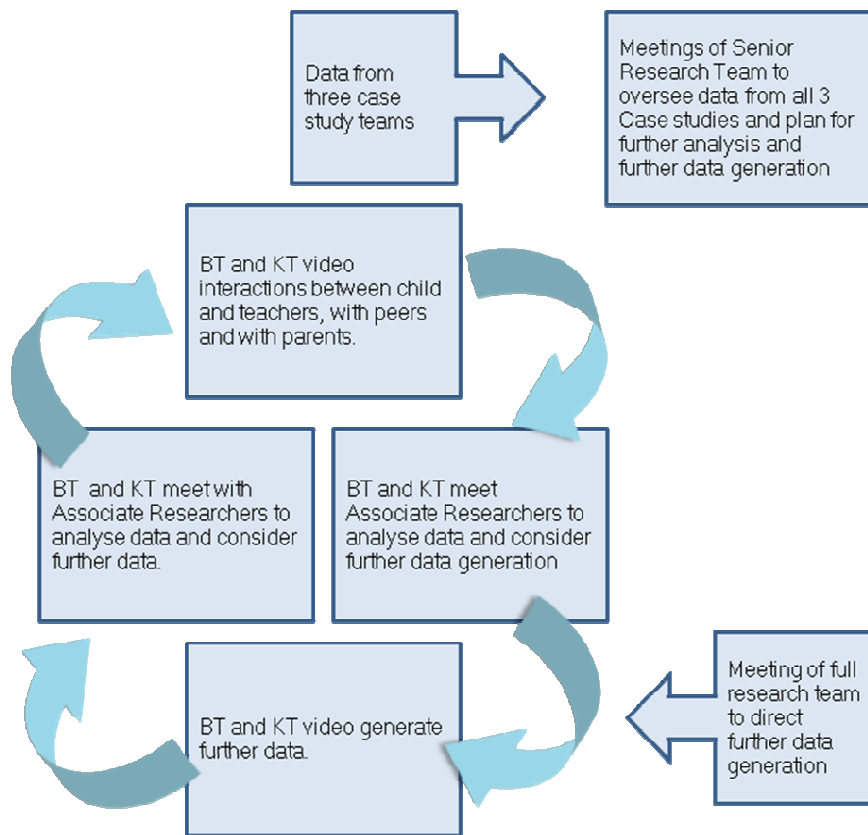 Data from
three case
study teams
Meetings of Senior
Research Team to
oversee data from all 3
Case studies and plan for
further analysis and
further data generation
BT and KT video
interactions between child
and teachers, with peers
and with parents.
BT and KT meet with
Associate Researchers to
analyse data and consider
further data.
BT and KT meet
Associate Researchers to
analyse data and consider
further data generation
BT and KT video generate
further data.
Meeting of full
research team
to direct
further data
generation